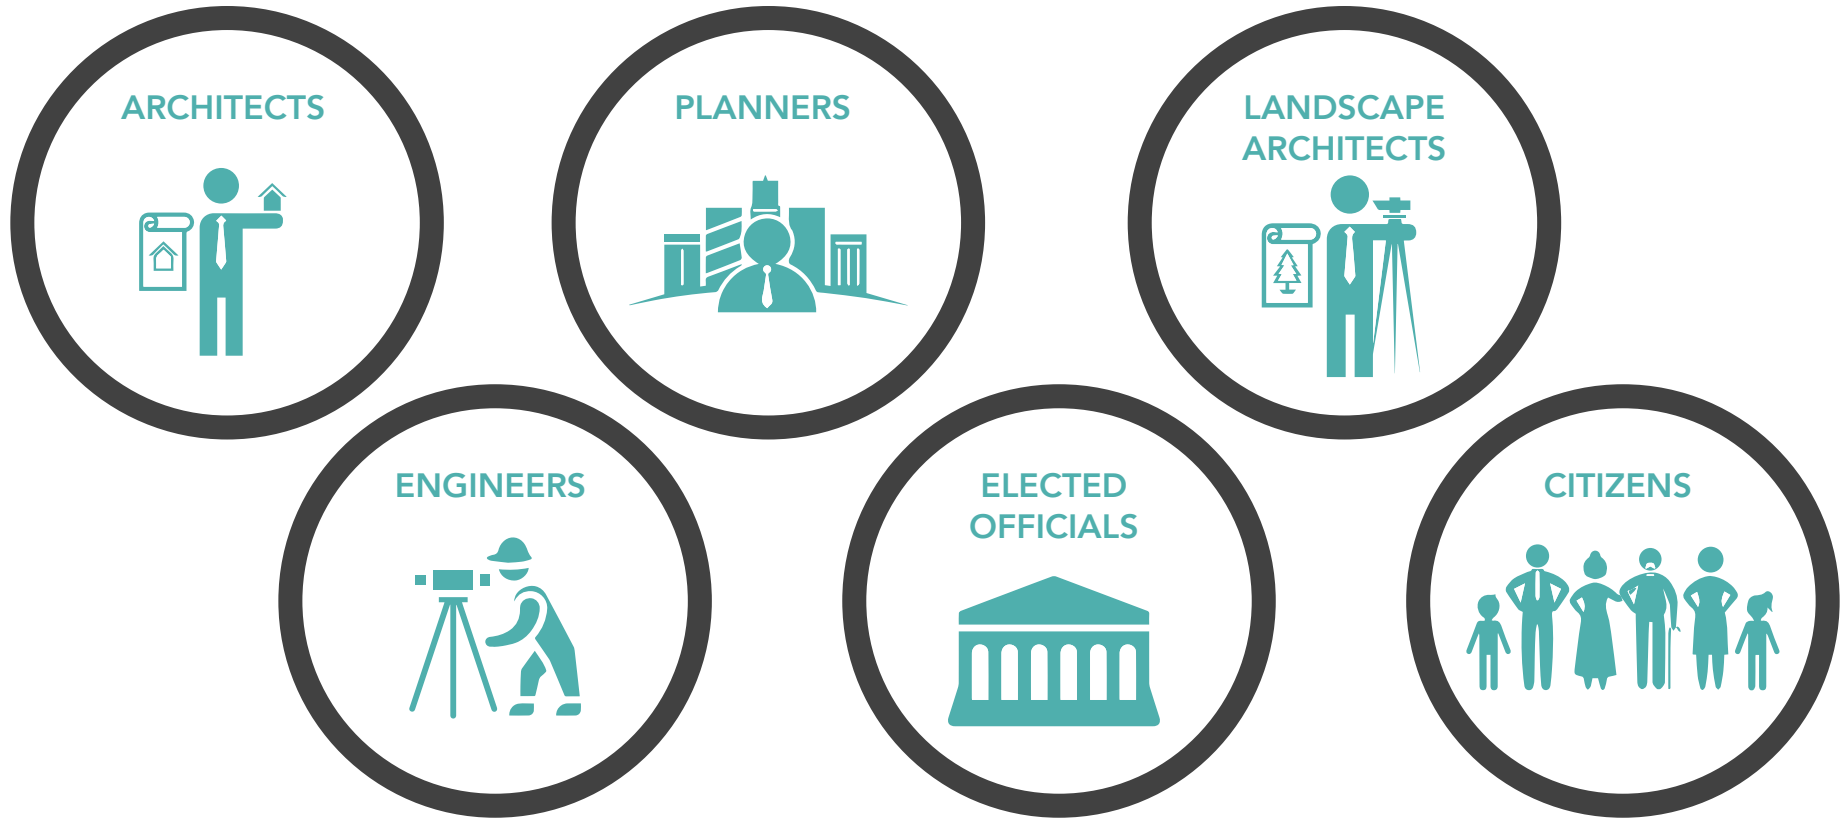 ARCHITECTS
PLANNERS
LANDSCAPE
ARCHITECTS
ENGINEERS
ELECTED
OFFICIALS
CITIZENS